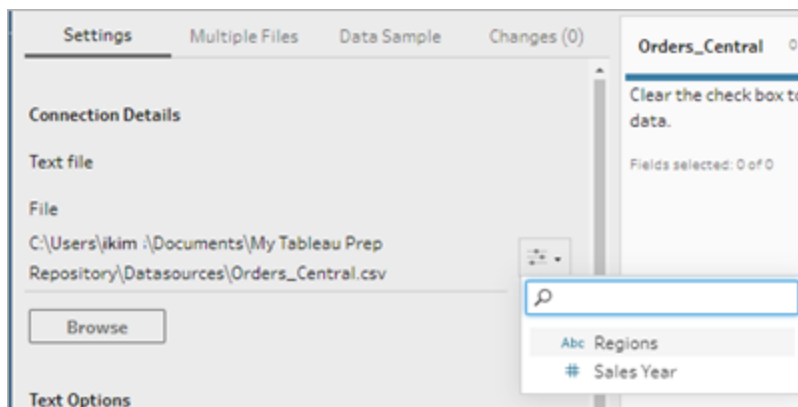 Settings
Multiple Files
Data Sample
Changes (0)
Connection Details
Text file
File
C:\Users\ikim :\Documents\My Tableau Prep
Repository\Datasources\Orders_Central.csv
Browse
Text Options
Orders_Central
Clear the check box to
data.
Fields selected: 0 of 0
Abc Regions
# Sales Year